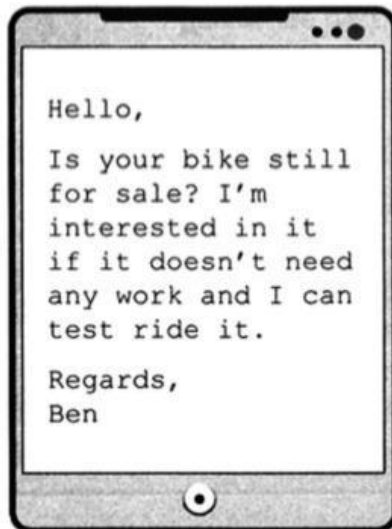 Hello,
Is your bike still
for sale? I'm
interested in it
if it doesn't need
any work and I can
test ride it.
Regards,
Ben